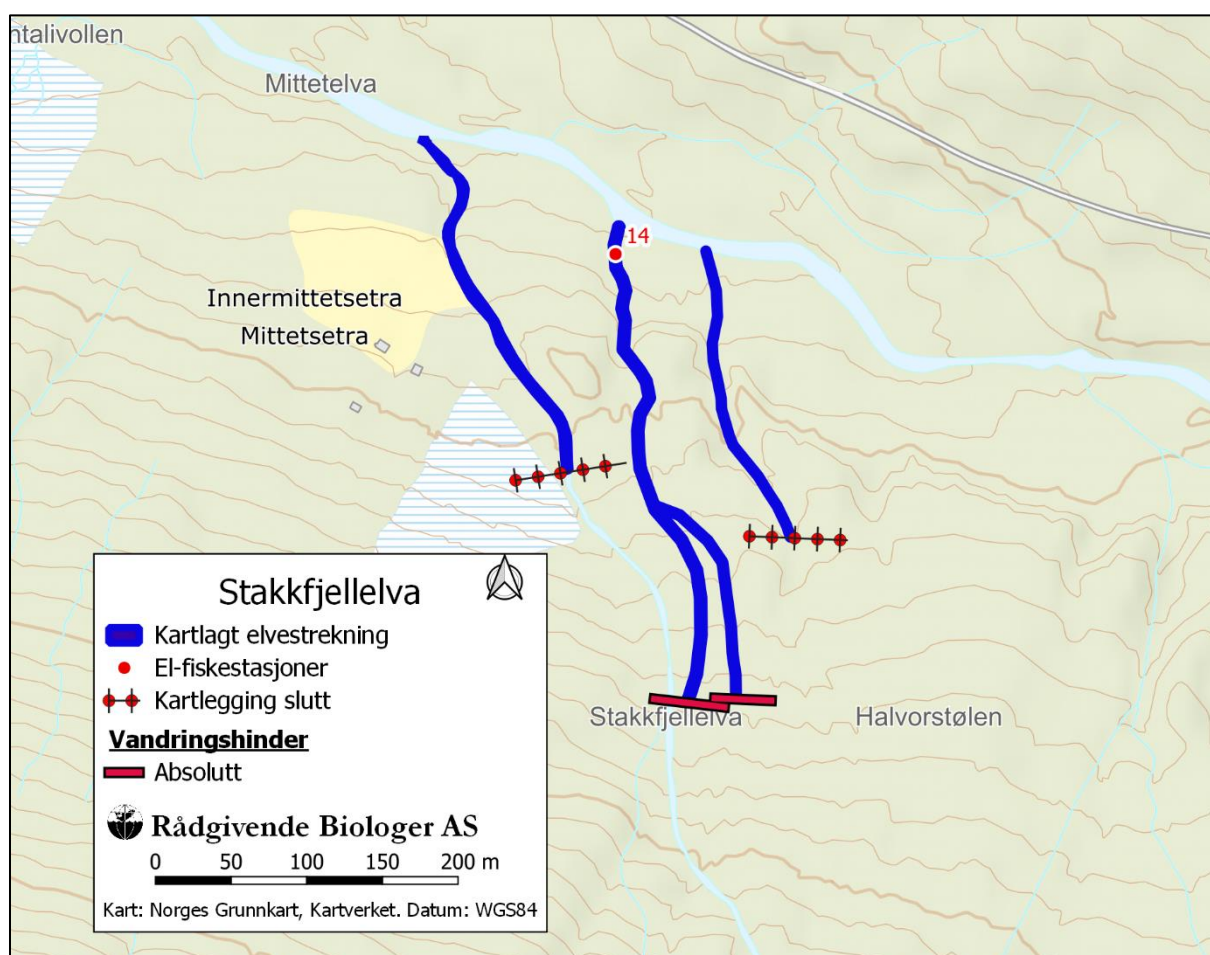 ntalivollen
Mittetelva
14
Innermittetsetra
Mittetsetra
Stakkfjellelva
Halvorstølen
Stakkfjellelva
Kartlagt elvestrekning
El-fiskestasjoner
Kartlegging slutt
Vandringshinder
Absolutt
Rådgivende Biologer AS
0 50 100 150 200 m
Kart: Norges Grunnkart, Kartverket. Datum: WGS84